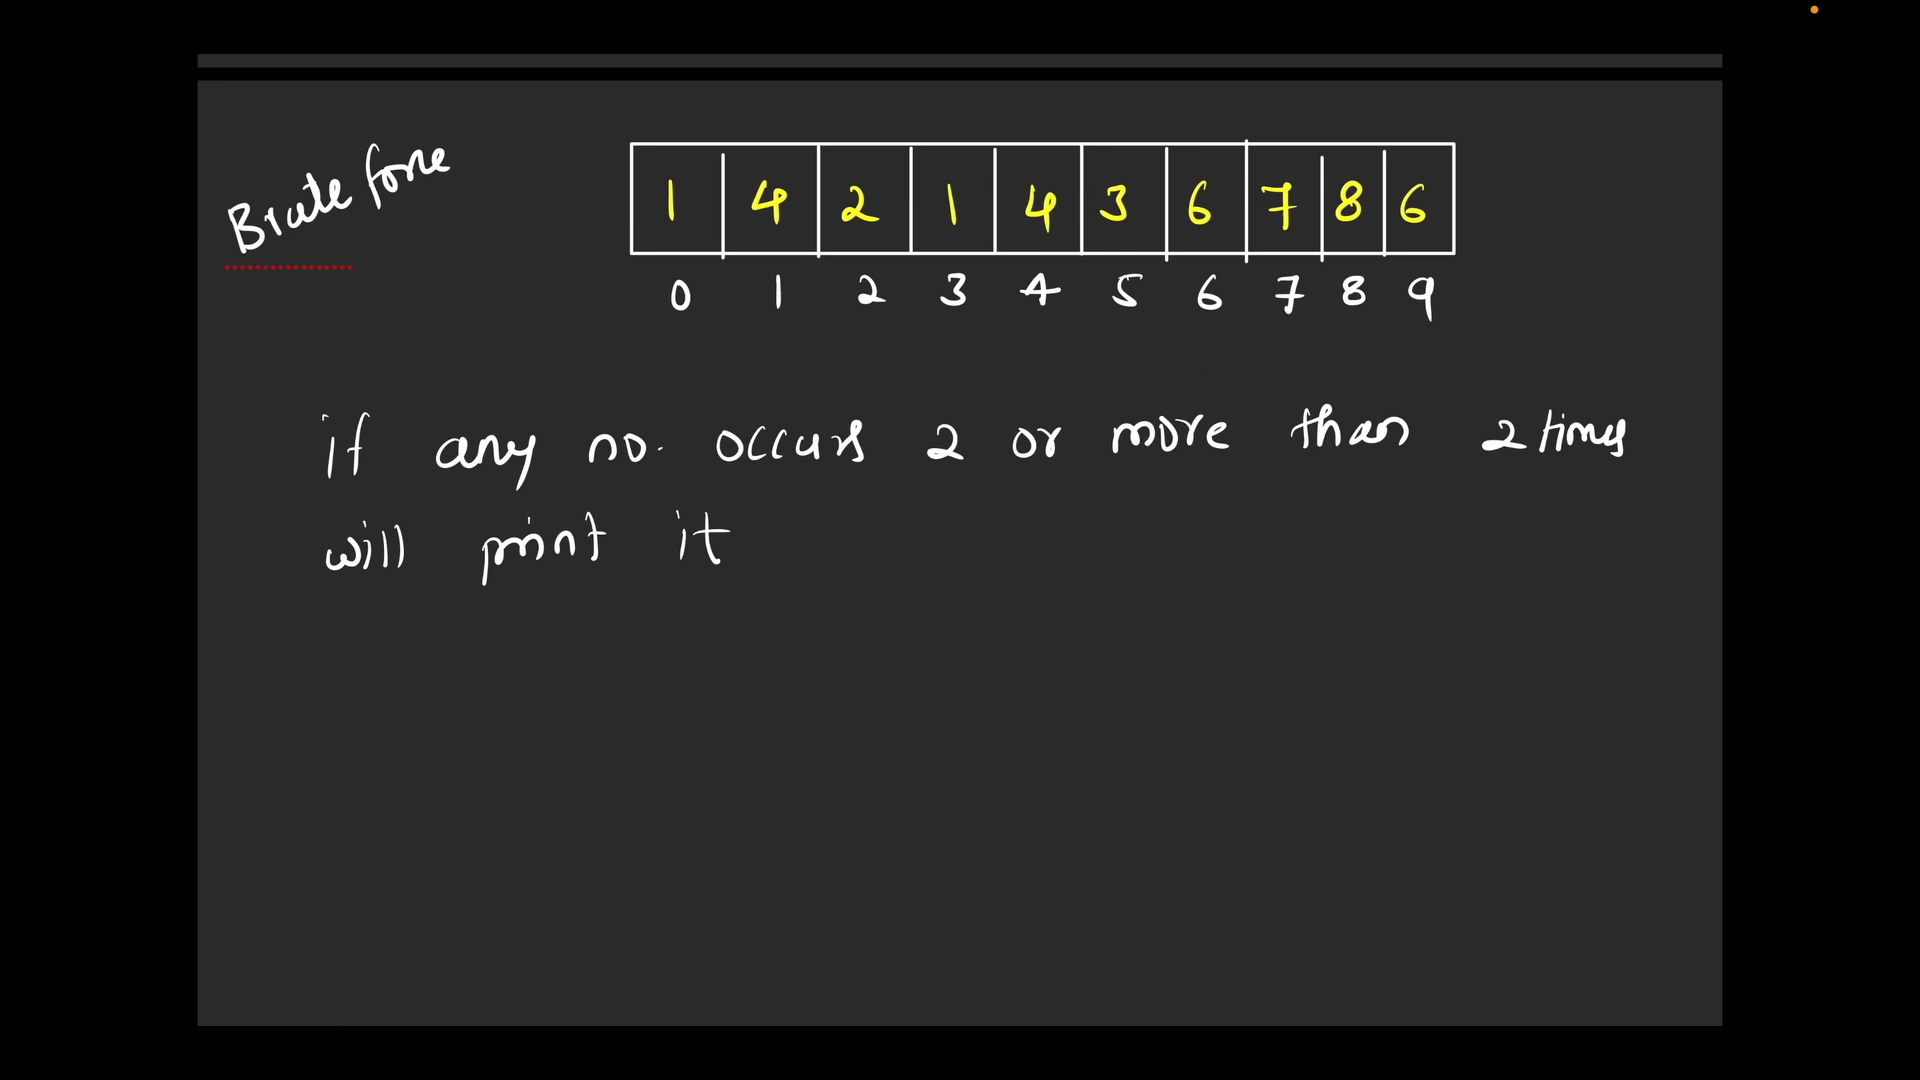 Brute force
1 4 2 1 4 3 6 7 8 6
0 1 2 3 4 5 6 7 8 9
if any no. occurs 2 or more than 2 times
will print it